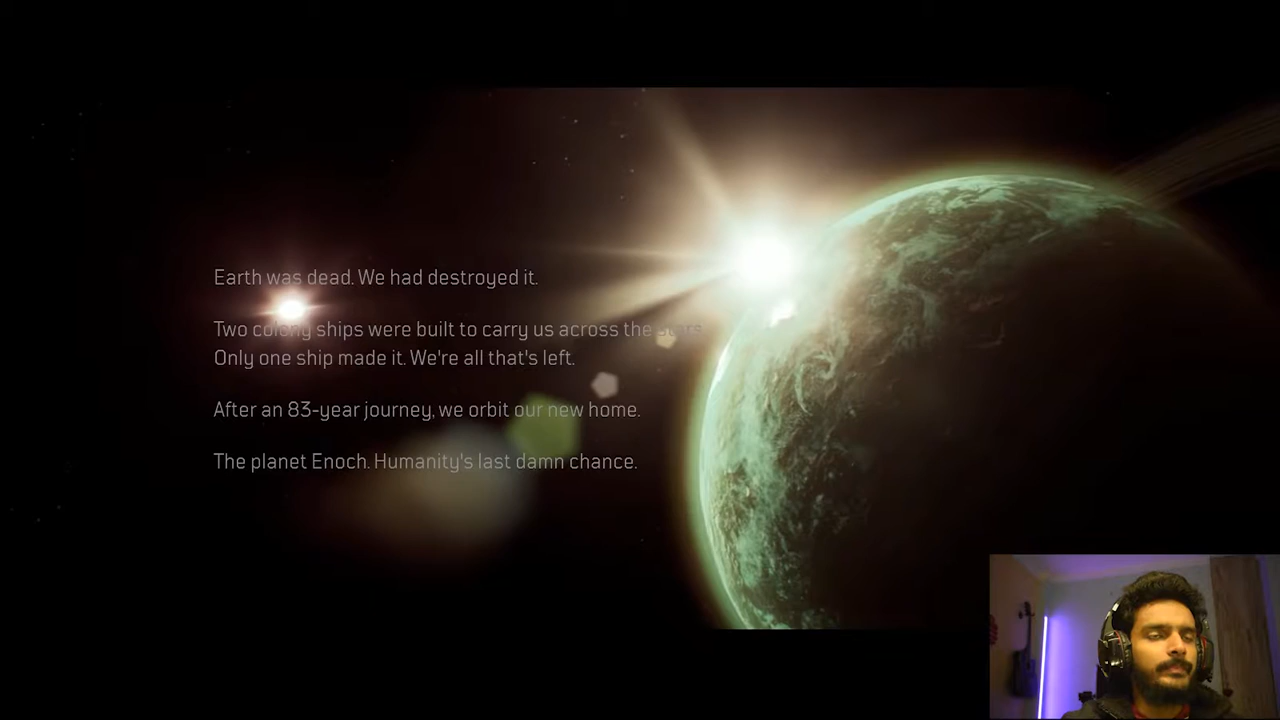 Earth was dead. We had destroyed it.
Two colony ships were built to carry us across the stars.
Only one ship made it. We're all that's left.
After an 83-year journey, we orbit our new home.
The planet Enoch. Humanity's last damn chance.